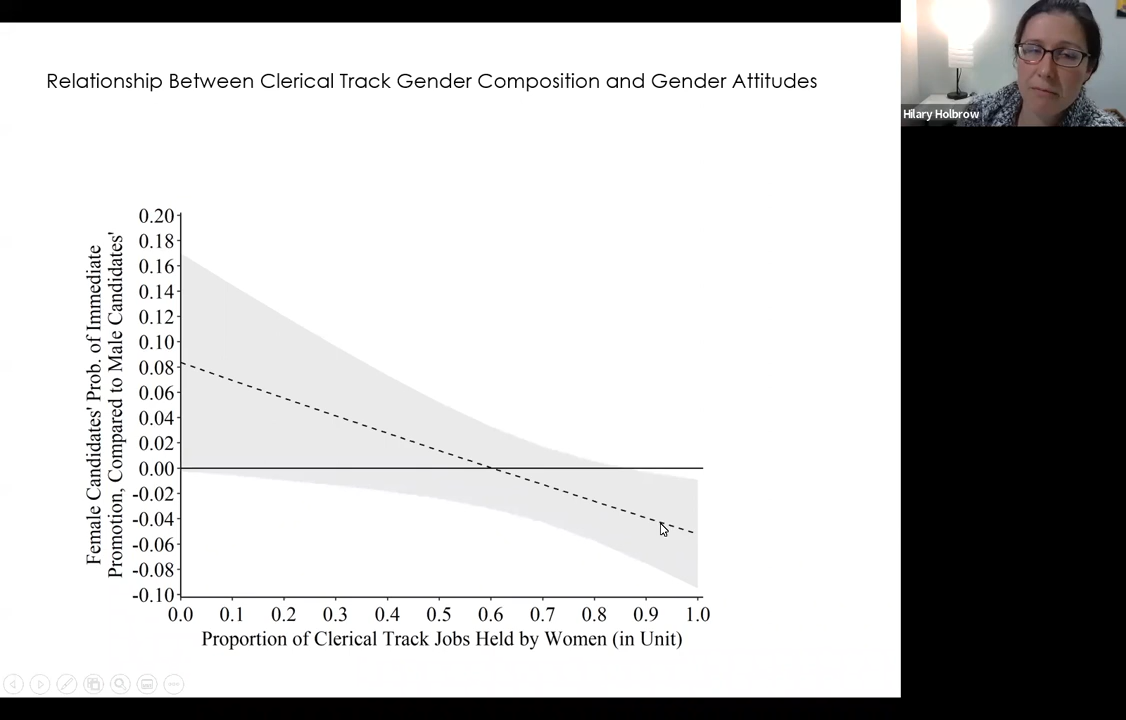 Relationship Between Clerical Track Gender Composition and Gender Attitudes
Hilary Holbrow
Female Candidates' Prob. of Immediate
Promotion, Compared to Male Candidates'
0.20
0.18
0.16
0.14
0.12
0.10
0.08
0.06
0.04
0.02
0.00
-0.02
-0.04
-0.06
-0.08
-0.10
0.0 0.1 0.2 0.3 0.4 0.5 0.6 0.7 0.8 0.9 1.0
Proportion of Clerical Track Jobs Held by Women (in Unit)